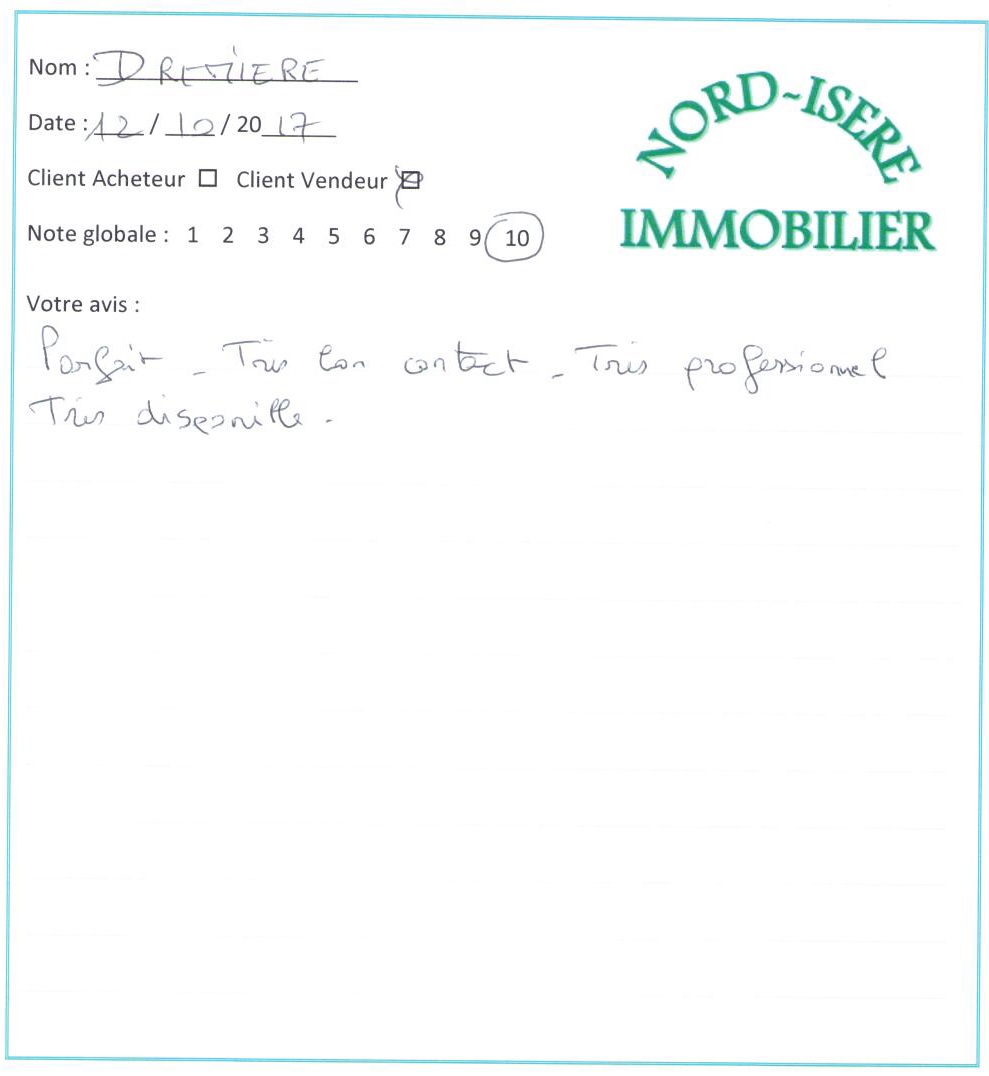 Nom :
Date : 12 / 10 / 20 17
Client Acheteur ☐ Client Vendeur ☒
Note globale : 1 2 3 4 5 6 7 8 9 10
NORD~ISERE
IMMOBILIER
Votre avis :
Parfait - Très bon contact - Très professionnel
Très disponible.